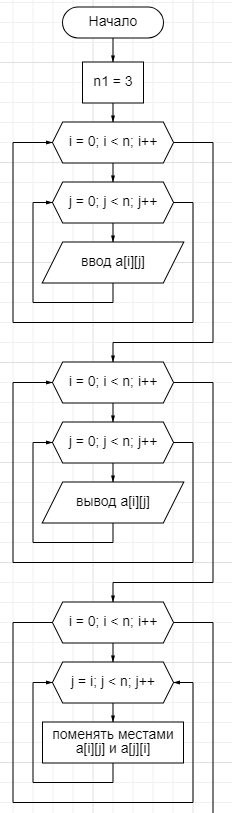 Начало
n1 = 3
i = 0; i < n; i++
j = 0; j < n; j++
ввод a[i][j]
i = 0; i < n; i++
j = 0; j < n; j++
вывод a[i][j]
i = 0; i < n; i++
j = i; j < n; j++
поменять местами
a[i][j] и a[j][i]